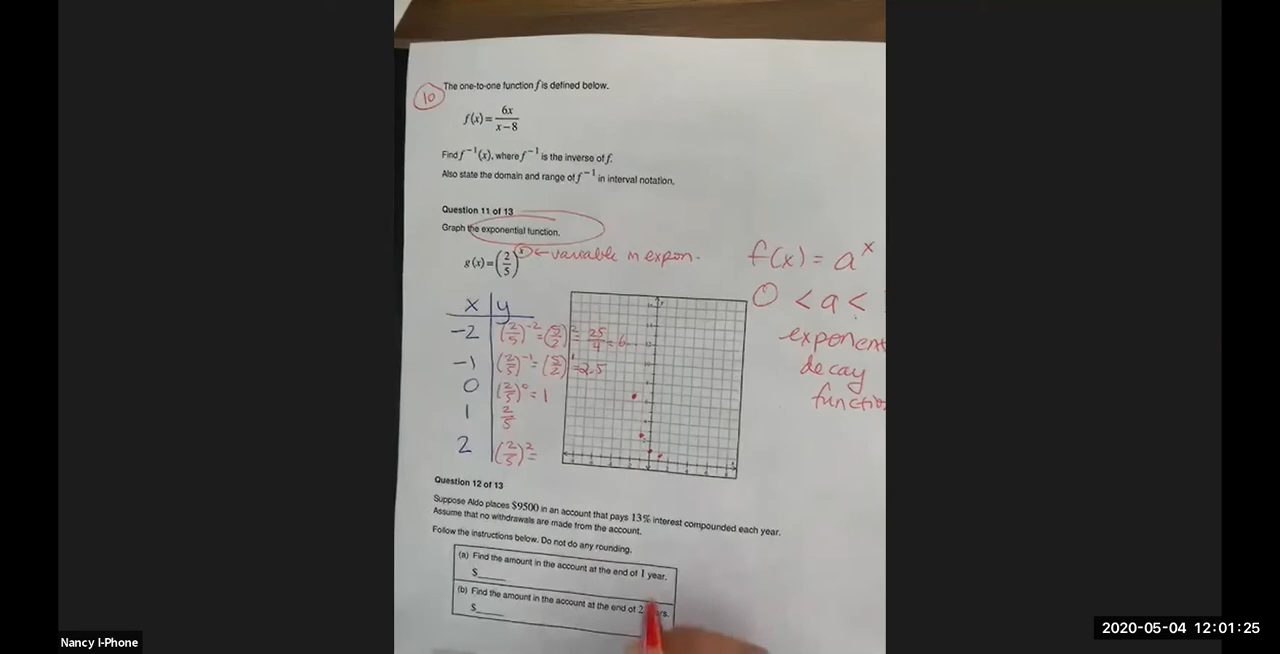 10
The one-to-one function f is defined below.
f(x) = 6x / x-8
Find f⁻¹(x), where f⁻¹ is the inverse of f.
Also state the domain and range of f⁻¹ in interval notation.
Question 11 of 13
Graph the exponential function.
g(x) = (2/5)ˣ ← variable in expon.
f(x) = aˣ
0 < a <
exponen
decay
functio
x | y
-2 (2/5)⁻² = (5/2)² = 25/4 = 6
-1 (2/5)⁻¹ = (5/2)¹ = 2.5
0 (2/5)⁰ = 1
1 2/5
2 (2/5)² =
Question 12 of 13
Suppose Aldo places $9500 in an account that pays 13% interest compounded each year.
Assume that no withdrawals are made from the account.
Follow the instructions below. Do not do any rounding.
(a) Find the amount in the account at the end of 1 year.
$
(b) Find the amount in the account at the end of 2
$
Nancy I-Phone
2020-05-04 12:01:25